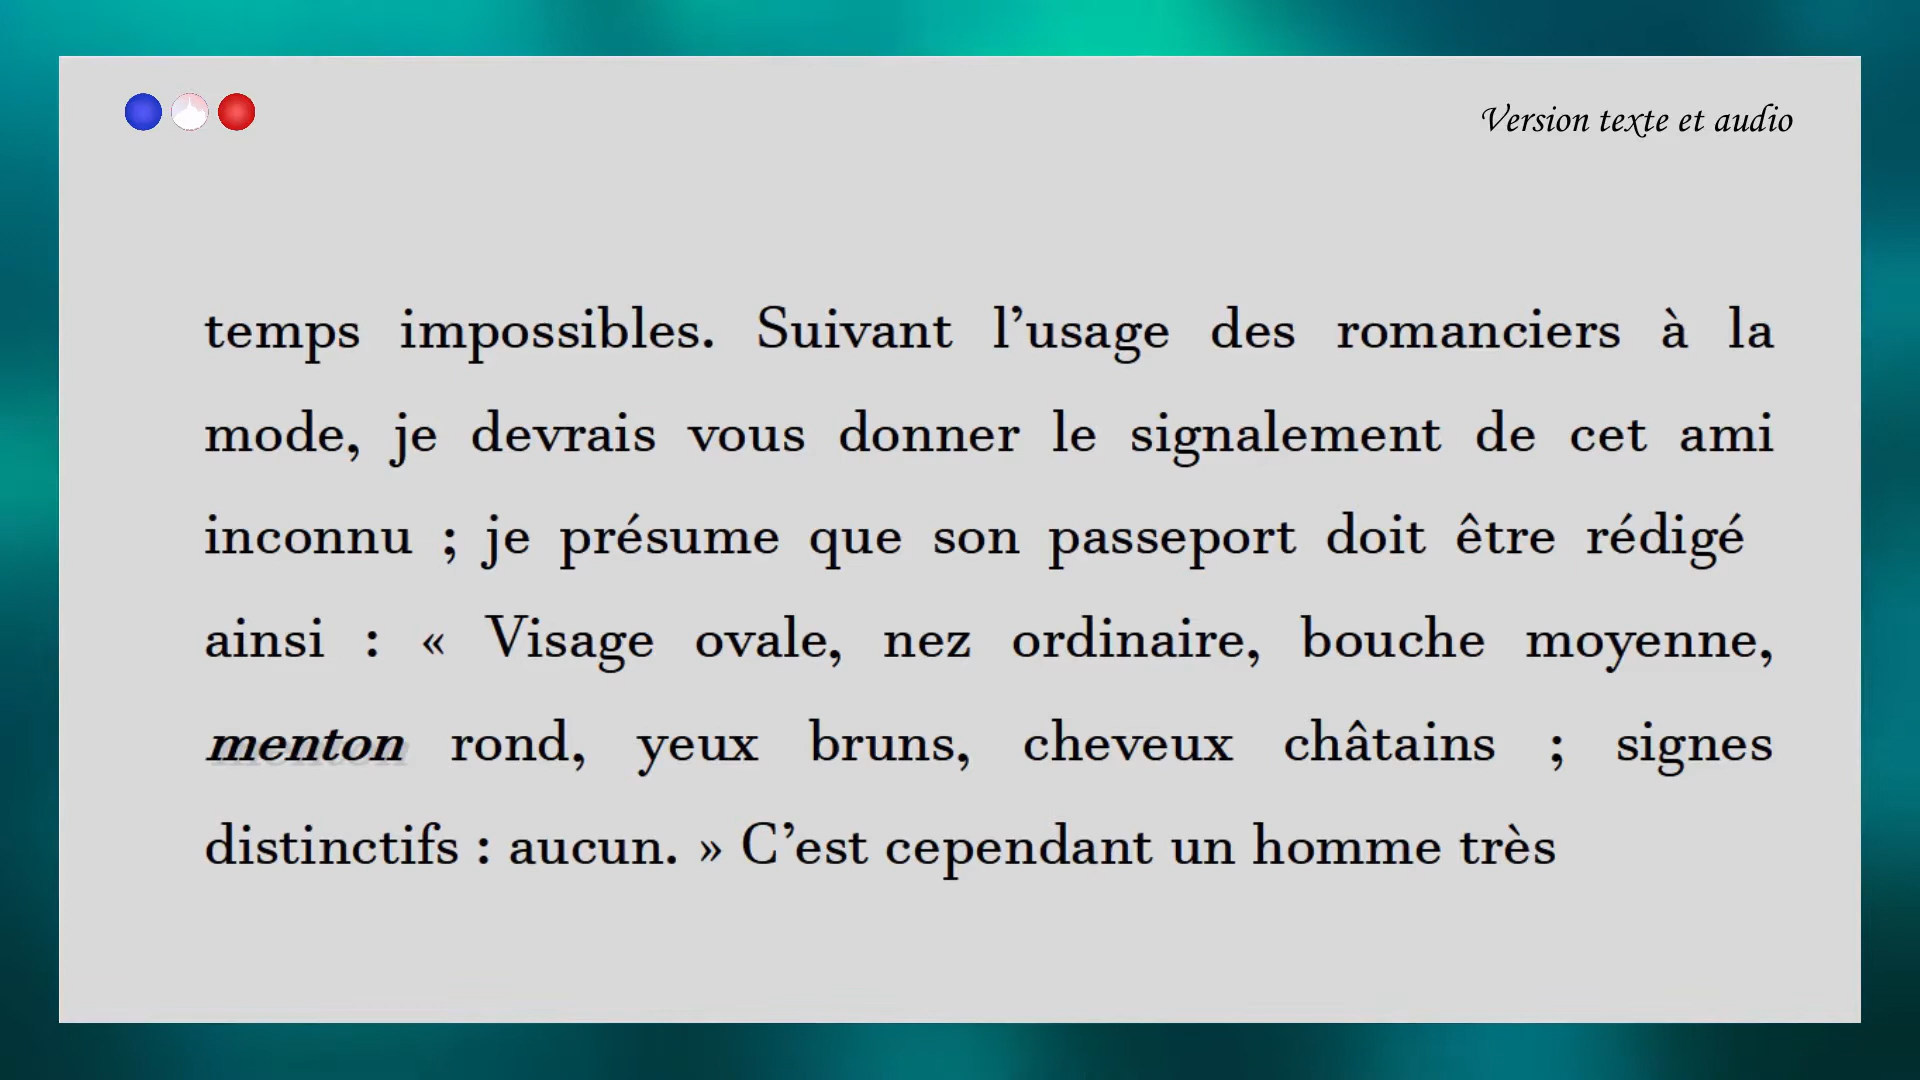 Version texte et audio
temps impossibles. Suivant l’usage des romanciers à la
mode, je devrais vous donner le signalement de cet ami
inconnu ; je présume que son passeport doit être rédigé
ainsi : « Visage ovale, nez ordinaire, bouche moyenne,
menton rond, yeux bruns, cheveux châtains ; signes
distinctifs : aucun. » C’est cependant un homme très